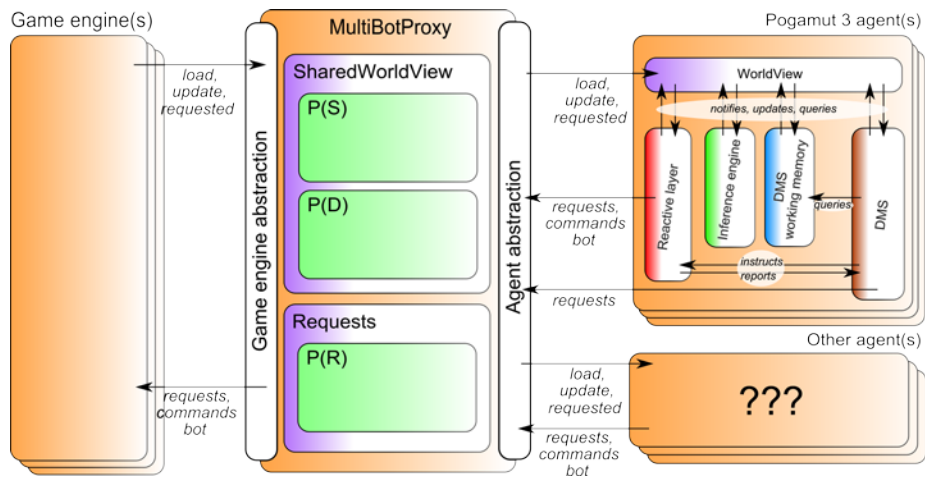 Game engine(s)
load,
update,
requested
requests,
commands
bot
Game engine abstraction
MultiBotProxy
SharedWorldView
P(S)
P(D)
Requests
P(R)
Agent abstraction
load,
update,
requested
requests,
commands
bot
requests
load,
update,
requested
requests,
commands
bot
Pogamut 3 agent(s)
WorldView
notifies, updates, queries
Reactive layer
Inference engine
DMS
working memory
queries
DMS
instructs
reports
Other agent(s)
???